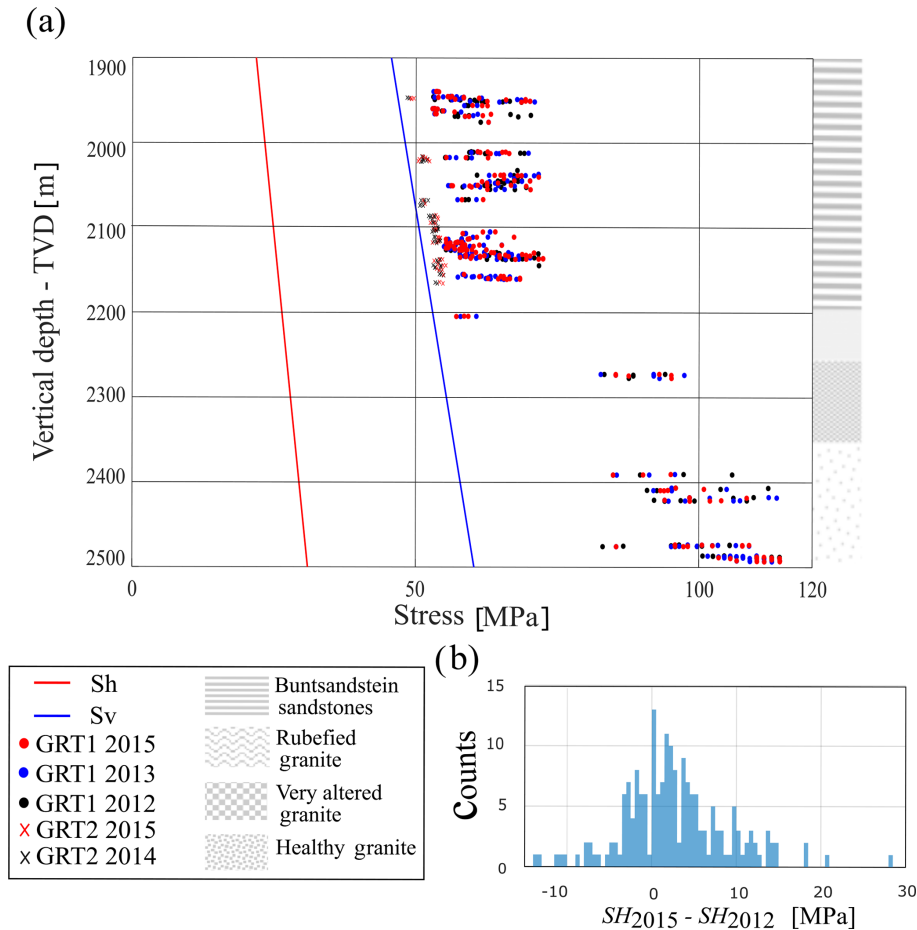 (a)
1900
2000
2100
2200
2300
2400
2500
Vertical depth - TVD [m]
0
50
100
120
Stress [MPa]
Sh
Sv
GRT1 2015
GRT1 2013
GRT1 2012
GRT2 2015
GRT2 2014
Buntsandstein
sandstones
Rubefied
granite
Very altered
granite
Healthy granite
(b)
15
10
5
0
Counts
-10
0
10
20
30
SH2015 - SH2012 [MPa]